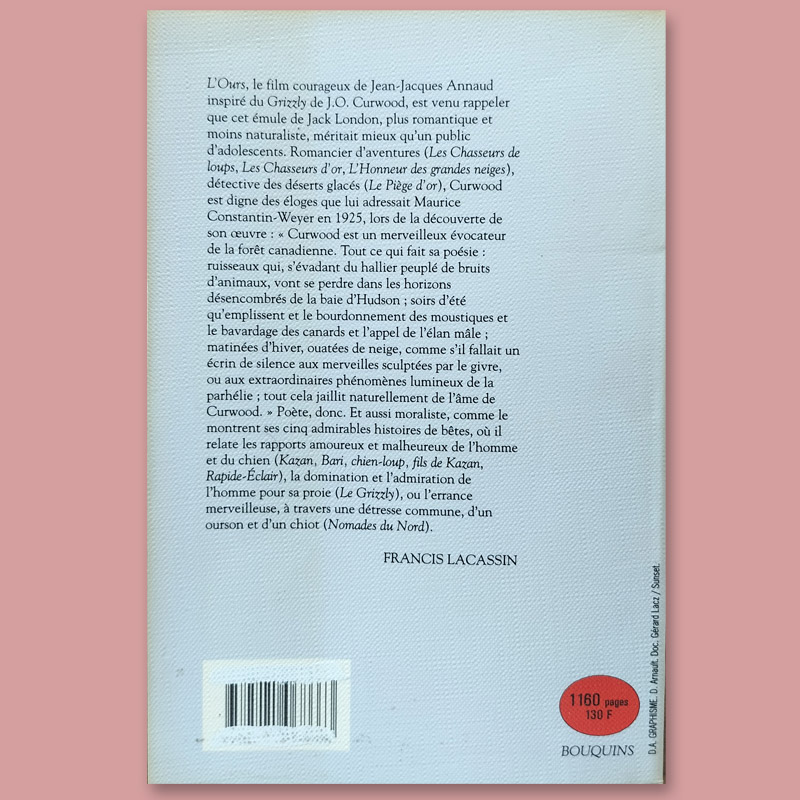 L'Ours, le film courageux de Jean-Jacques Annaud
inspiré du Grizzly de J.O. Curwood, est venu rappeler
que cet émule de Jack London, plus romantique et
moins naturaliste, méritait mieux qu'un public
d'adolescents. Romancier d'aventures (Les Chasseurs de
loups, Les Chasseurs d'or, L'Honneur des grandes neiges),
détective des déserts glacés (Le Piège d'or), Curwood
est digne des éloges que lui adressait Maurice
Constantin-Weyer en 1925, lors de la découverte de
son œuvre : « Curwood est un merveilleux évocateur
de la forêt canadienne. Tout ce qui fait sa poésie :
ruisseaux qui, s'évadant du hallier peuplé de bruits
d'animaux, vont se perdre dans les horizons
désencombrés de la baie d'Hudson ; soirs d'été
qu'emplissent et le bourdonnement des moustiques et
le bavardage des canards et l'appel de l'élan mâle ;
matinées d'hiver, ouatées de neige, comme s'il fallait un
écrin de silence aux merveilles sculptées par le givre,
ou aux extraordinaires phénomènes lumineux de la
parhélie ; tout cela jaillit naturellement de l'âme de
Curwood. » Poète, donc. Et aussi moraliste, comme le
montrent ses cinq admirables histoires de bêtes, où il
relate les rapports amoureux et malheureux de l'homme
et du chien (Kazan, Bari, chien-loup, fils de Kazan,
Rapide-Éclair), la domination et l'admiration de
l'homme pour sa proie (Le Grizzly), ou l'errance
merveilleuse, à travers une détresse commune, d'un
ourson et d'un chiot (Nomades du Nord).
FRANCIS LACASSIN
1160 pages
130 F
BOUQUINS
D.A. GRAPHISME. D. Arnault. Doc. Gérard Lacz / Sunset.